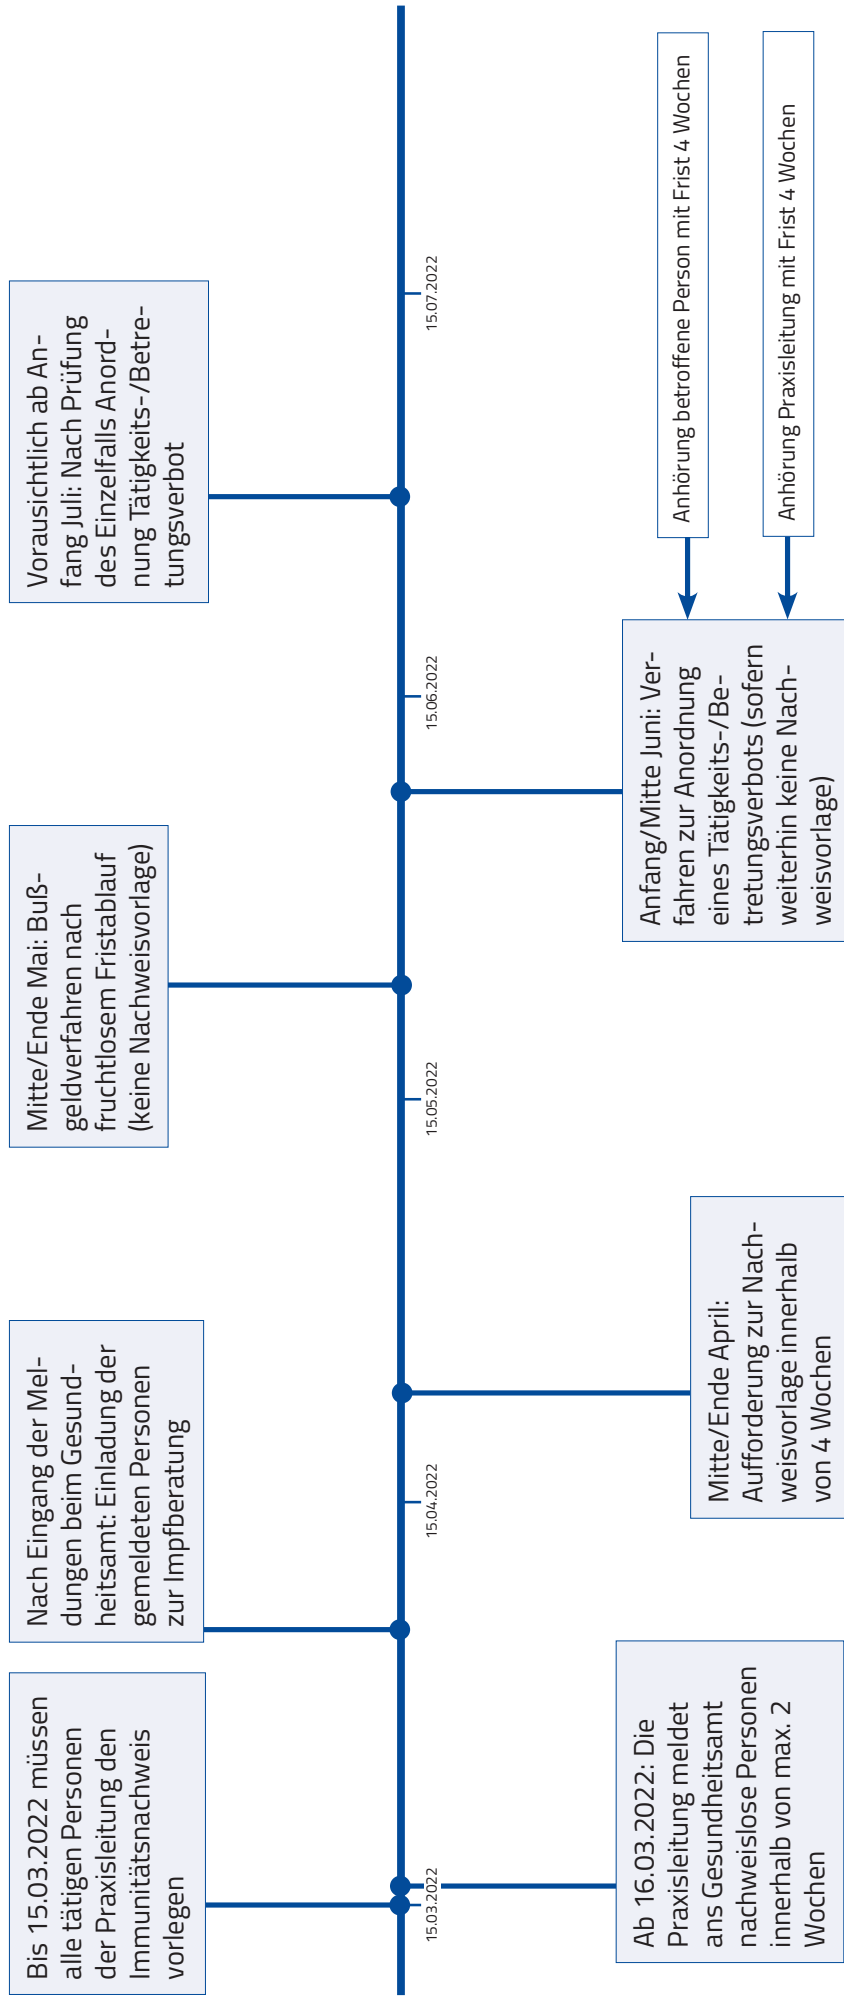 Bis 15.03.2022 müssen
alle tätigen Personen
der Praxisleitung den
Immunitätsnachweis
vorlegen
Nach Eingang der Mel-
dungen beim Gesund-
heitsamt: Einladung der
gemeldeten Personen
zur Impfberatung
Mitte/Ende Mai: Buß-
geldverfahren nach
fruchtlosem Fristablauf
(keine Nachweisvorlage)
Vorausichtlich ab An-
fang Juli: Nach Prüfung
des Einzelfalls Anord-
nung Tätigkeits-/Betre-
tungsverbot
15.03.2022
15.04.2022
15.05.2022
15.06.2022
15.07.2022
Ab 16.03.2022: Die
Praxisleitung meldet
ans Gesundheitsamt
nachweislose Personen
innerhalb von max. 2
Wochen
Mitte/Ende April:
Aufforderung zur Nach-
weisvorlage innerhalb
von 4 Wochen
Anfang/Mitte Juni: Ver-
fahren zur Anordnung
eines Tätigkeits-/Be-
tretungsverbots (sofern
weiterhin keine Nach-
weisvorlage)
Anhörung betroffene Person mit Frist 4 Wochen
Anhörung Praxisleitung mit Frist 4 Wochen